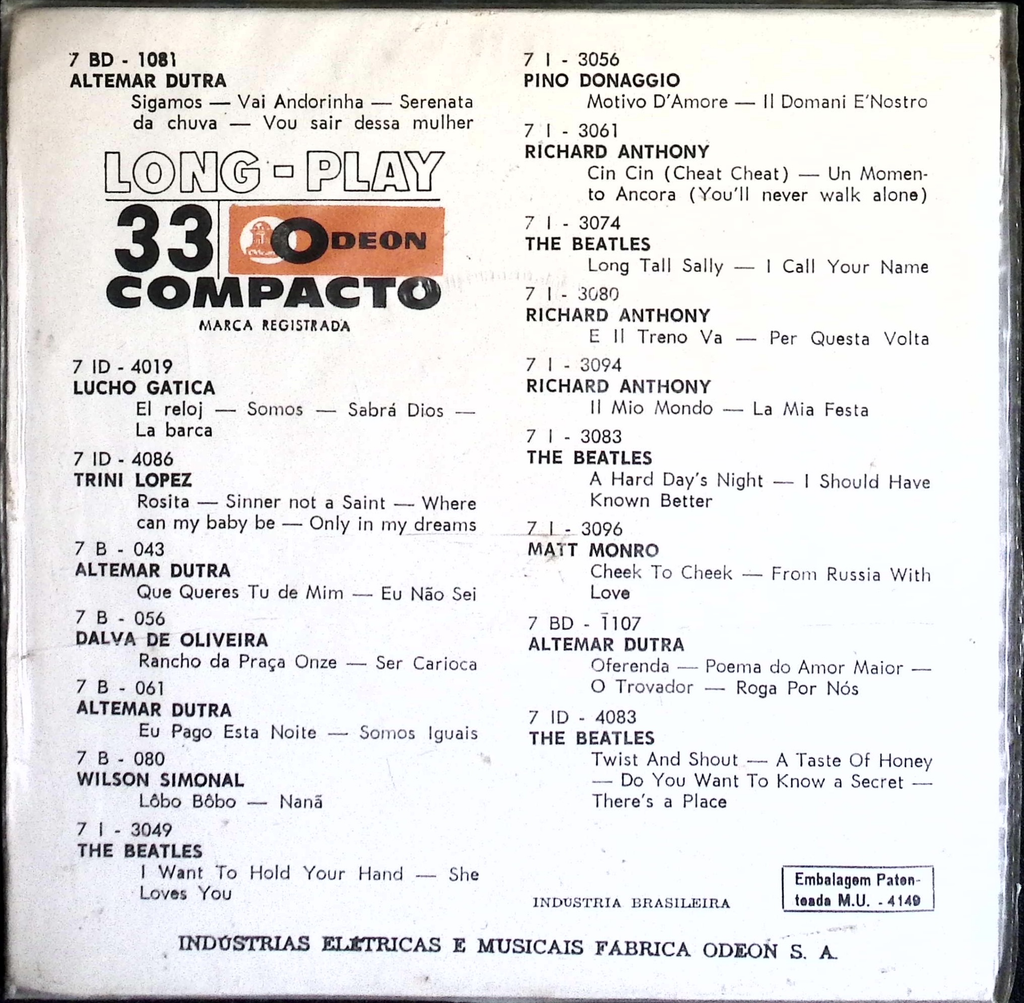 7 BD - 1081
ALTEMAR DUTRA
Sigamos — Vai Andorinha — Serenata
da chuva — Vou sair dessa mulher
LONG - PLAY
33 ODEON
COMPACTO
MARCA REGISTRADA
7 ID - 4019
LUCHO GATICA
El reloj — Somos — Sabrá Dios —
La barca
7 ID - 4086
TRINI LOPEZ
Rosita — Sinner not a Saint — Where
can my baby be — Only in my dreams
7 B - 043
ALTEMAR DUTRA
Que Queres Tu de Mim — Eu Não Sei
7 B - 056
DALVA DE OLIVEIRA
Rancho da Praça Onze — Ser Carioca
7 B - 061
ALTEMAR DUTRA
Eu Pago Esta Noite — Somos Iguais
7 B - 080
WILSON SIMONAL
Lôbo Bôbo — Nanã
7 I - 3049
THE BEATLES
I Want To Hold Your Hand — She
Loves You
7 I - 3056
PINO DONAGGIO
Motivo D'Amore — Il Domani E'Nostro
7 I - 3061
RICHARD ANTHONY
Cin Cin (Cheat Cheat) — Un Momen-
to Ancora (You'll never walk alone)
7 I - 3074
THE BEATLES
Long Tall Sally — I Call Your Name
7 I - 3080
RICHARD ANTHONY
E Il Treno Va — Per Questa Volta
7 I - 3094
RICHARD ANTHONY
Il Mio Mondo — La Mia Festa
7 I - 3083
THE BEATLES
A Hard Day's Night — I Should Have
Known Better
7 I - 3096
MATT MONRO
Cheek To Cheek — From Russia With
Love
7 BD - 1107
ALTEMAR DUTRA
Oferenda — Poema do Amor Maior —
O Trovador — Roga Por Nós
7 ID - 4083
THE BEATLES
Twist And Shout — A Taste Of Honey
— Do You Want To Know a Secret —
There's a Place
INDUSTRIA BRASILEIRA
Embalagem Paten-
teada M.U. - 4149
INDÚSTRIAS ELÉTRICAS E MUSICAIS FÁBRICA ODEON S. A.